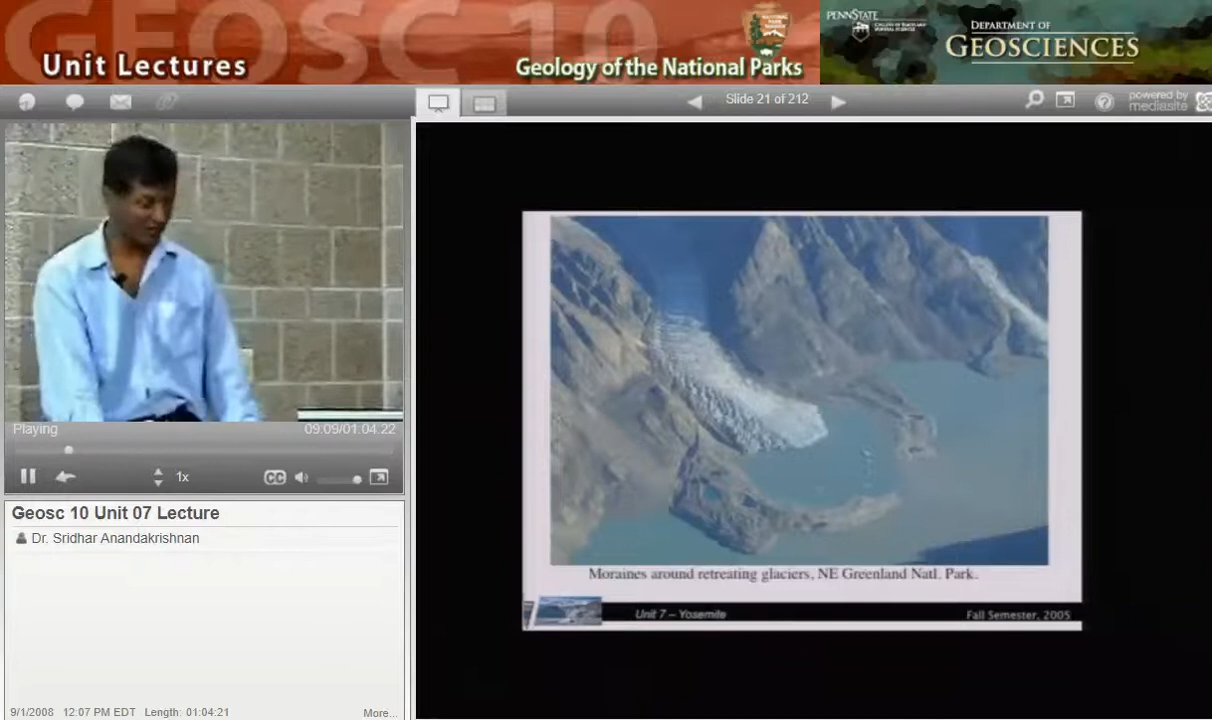 GEOSC 10
Unit Lectures
Geology of the National Parks
PENNSTATE
DEPARTMENT OF
GEOSCIENCES
Slide 21 of 212
powered by
mediasite
Playing
09:09/01.04.22
1x
CC
Geosc 10 Unit 07 Lecture
Dr. Sridhar Anandakrishnan
Moraines around retreating glaciers, NE Greenland Natl. Park.
Unit 7 – Yosemite
Fall Semester, 2005
9/1/2008 12:07 PM EDT Length: 01:04:21
More...